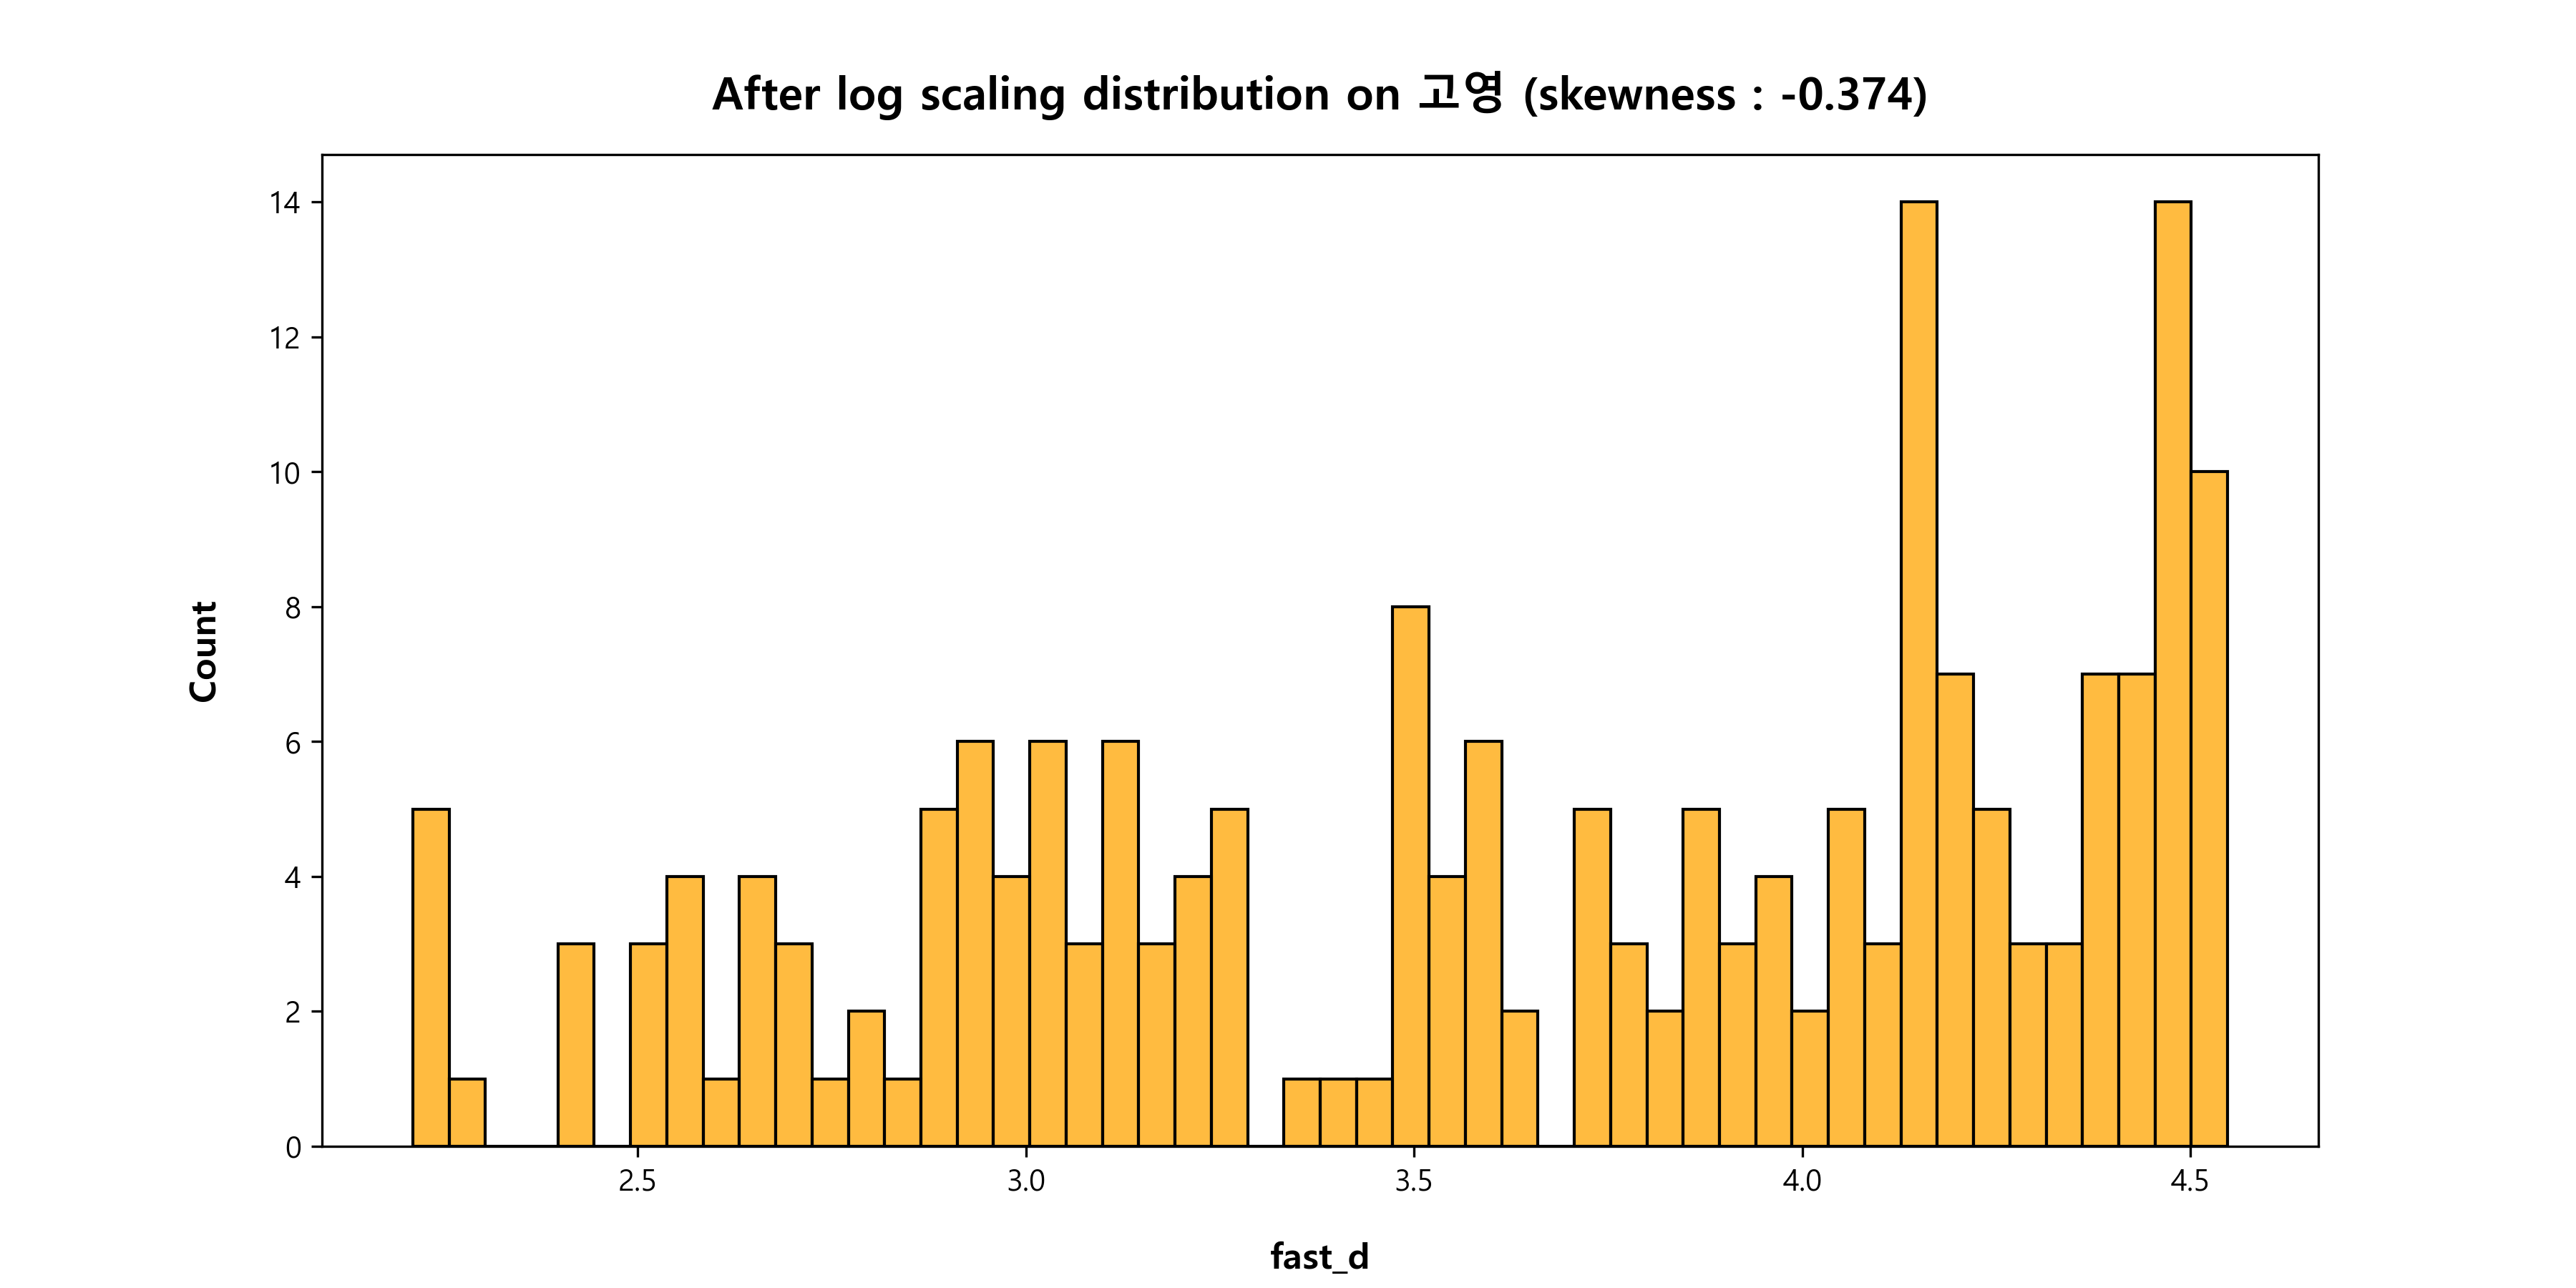 After log scaling distribution on 고영 (skewness : -0.374)
14
12
10
8
6
4
2
0
Count
2.5 3.0 3.5 4.0 4.5
fast_d